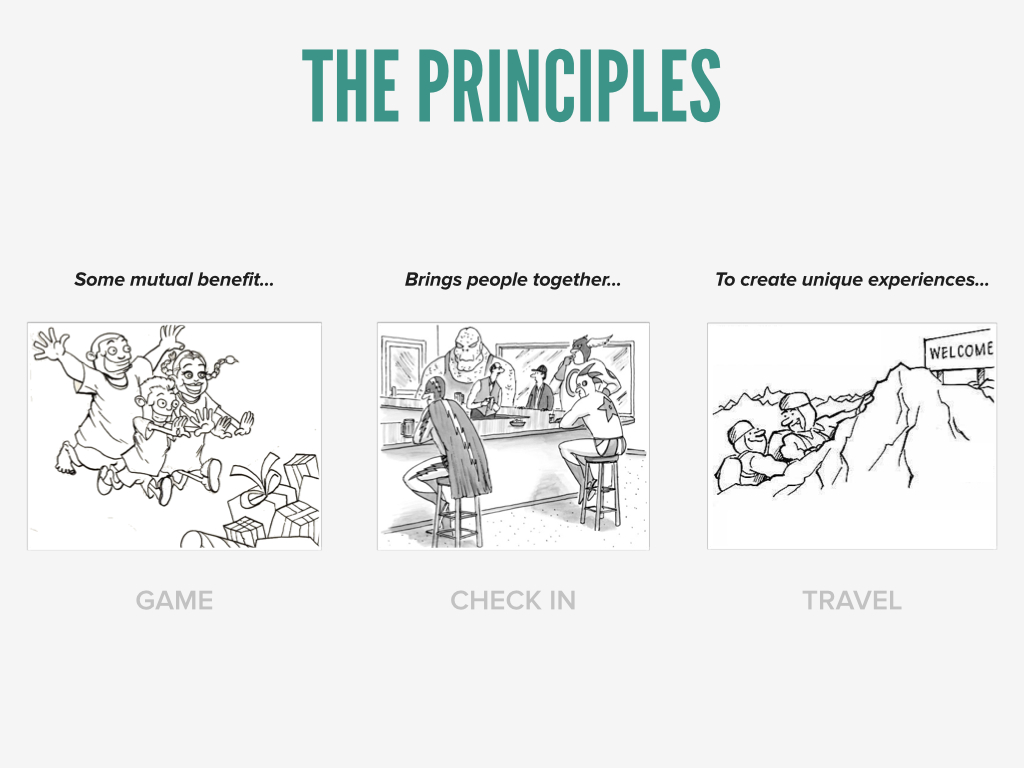 THE PRINCIPLES
Some mutual benefit...
Brings people together...
To create unique experiences...
WELCOME
GAME
CHECK IN
TRAVEL